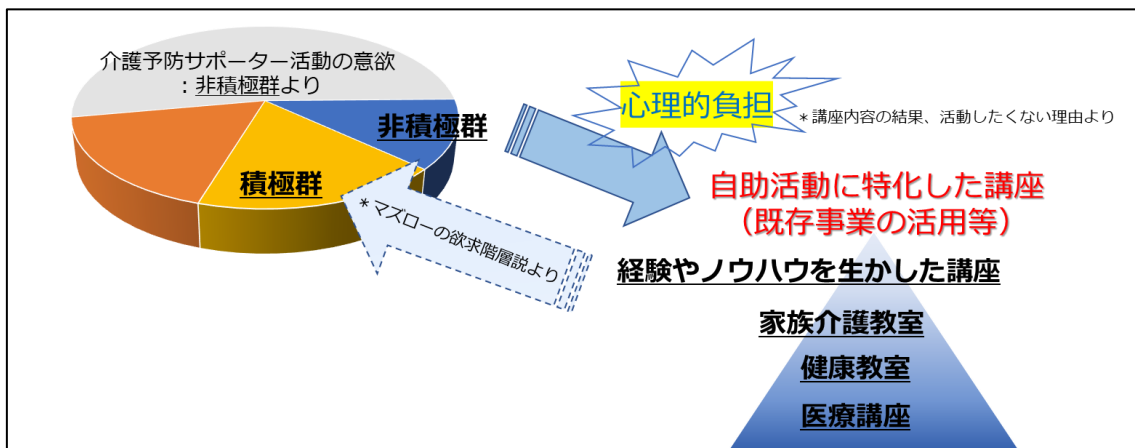 介護予防サポーター活動の意欲
：非積極群より
非積極群
積極群
心理的負担
＊講座内容の結果、活動したくない理由より
＊マズローの欲求階層説より
自助活動に特化した講座
（既存事業の活用等）
経験やノウハウを生かした講座
家族介護教室
健康教室
医療講座